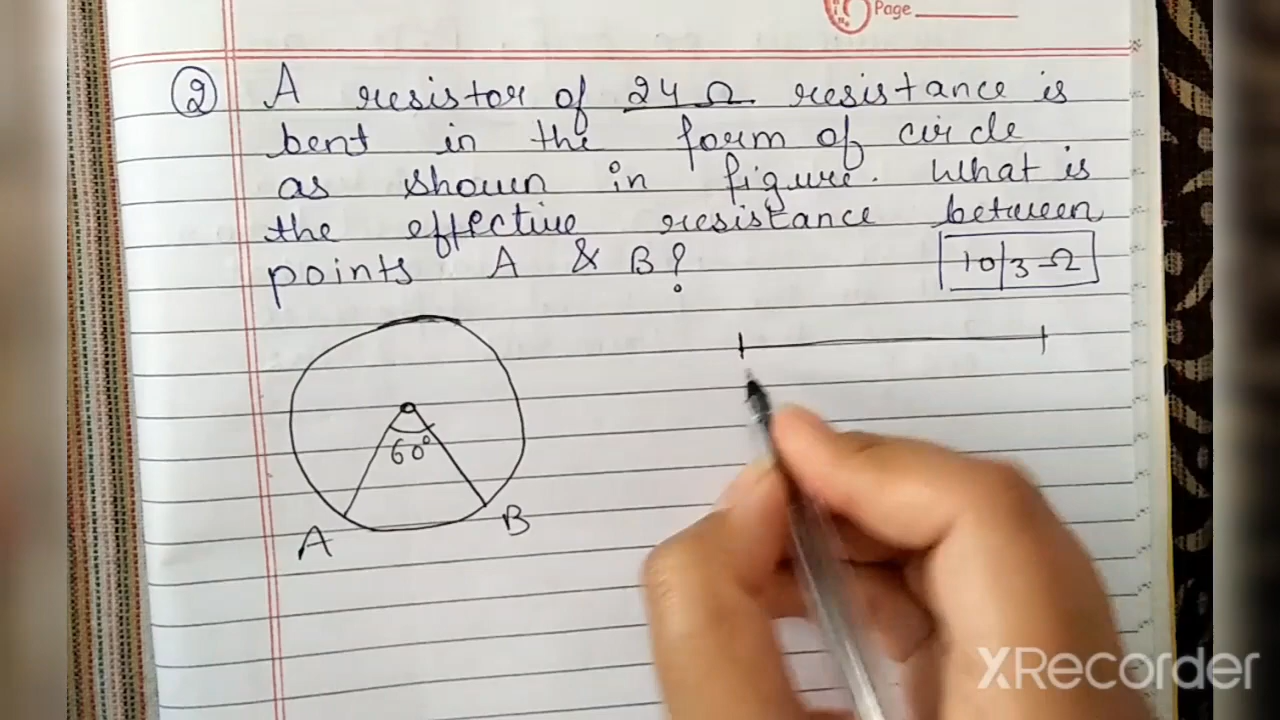 Page
② A resistor of 24 Ω resistance is
bent in the form of circle
as shown in figure. What is
the effective resistance between
points A & B?
10/3 Ω
60°
A
B
XRecorder